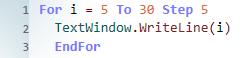 1 For i = 5 To 30 Step 5
2 TextWindow.WriteLine(i)
3 EndFor